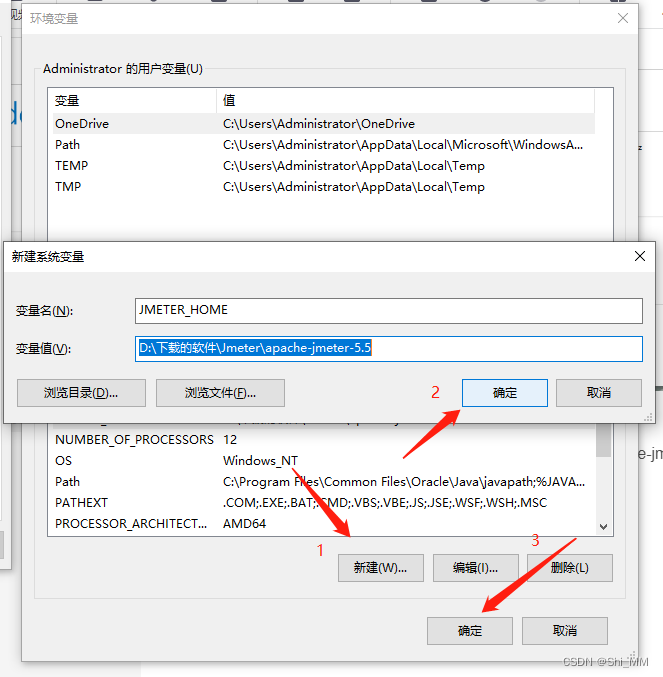 环境变量
Administrator 的用户变量(U)
变量 值
OneDrive C:\Users\Administrator\OneDrive
Path C:\Users\Administrator\AppData\Local\Microsoft\WindowsA...
TEMP C:\Users\Administrator\AppData\Local\Temp
TMP C:\Users\Administrator\AppData\Local\Temp
新建系统变量
变量名(N): JMETER_HOME
变量值(V): D:\下载的软件\Jmeter\apache-jmeter-5.5
浏览目录(D)... 浏览文件(F)... 2 确定 取消
NUMBER_OF_PROCESSORS 12
OS Windows_NT
Path C:\Program Files\Common Files\Oracle\Java\javapath;%JAVA...
PATHEXT .COM;.EXE;.BAT;.CMD;.VBS;.VBE;.JS;.JSE;.WSF;.WSH;.MSC
PROCESSOR_ARCHITECT... AMD64
1 3
新建(W)... 编辑(I)... 删除(L)
确定 取消
e-jm
CSDN @Shi_MM